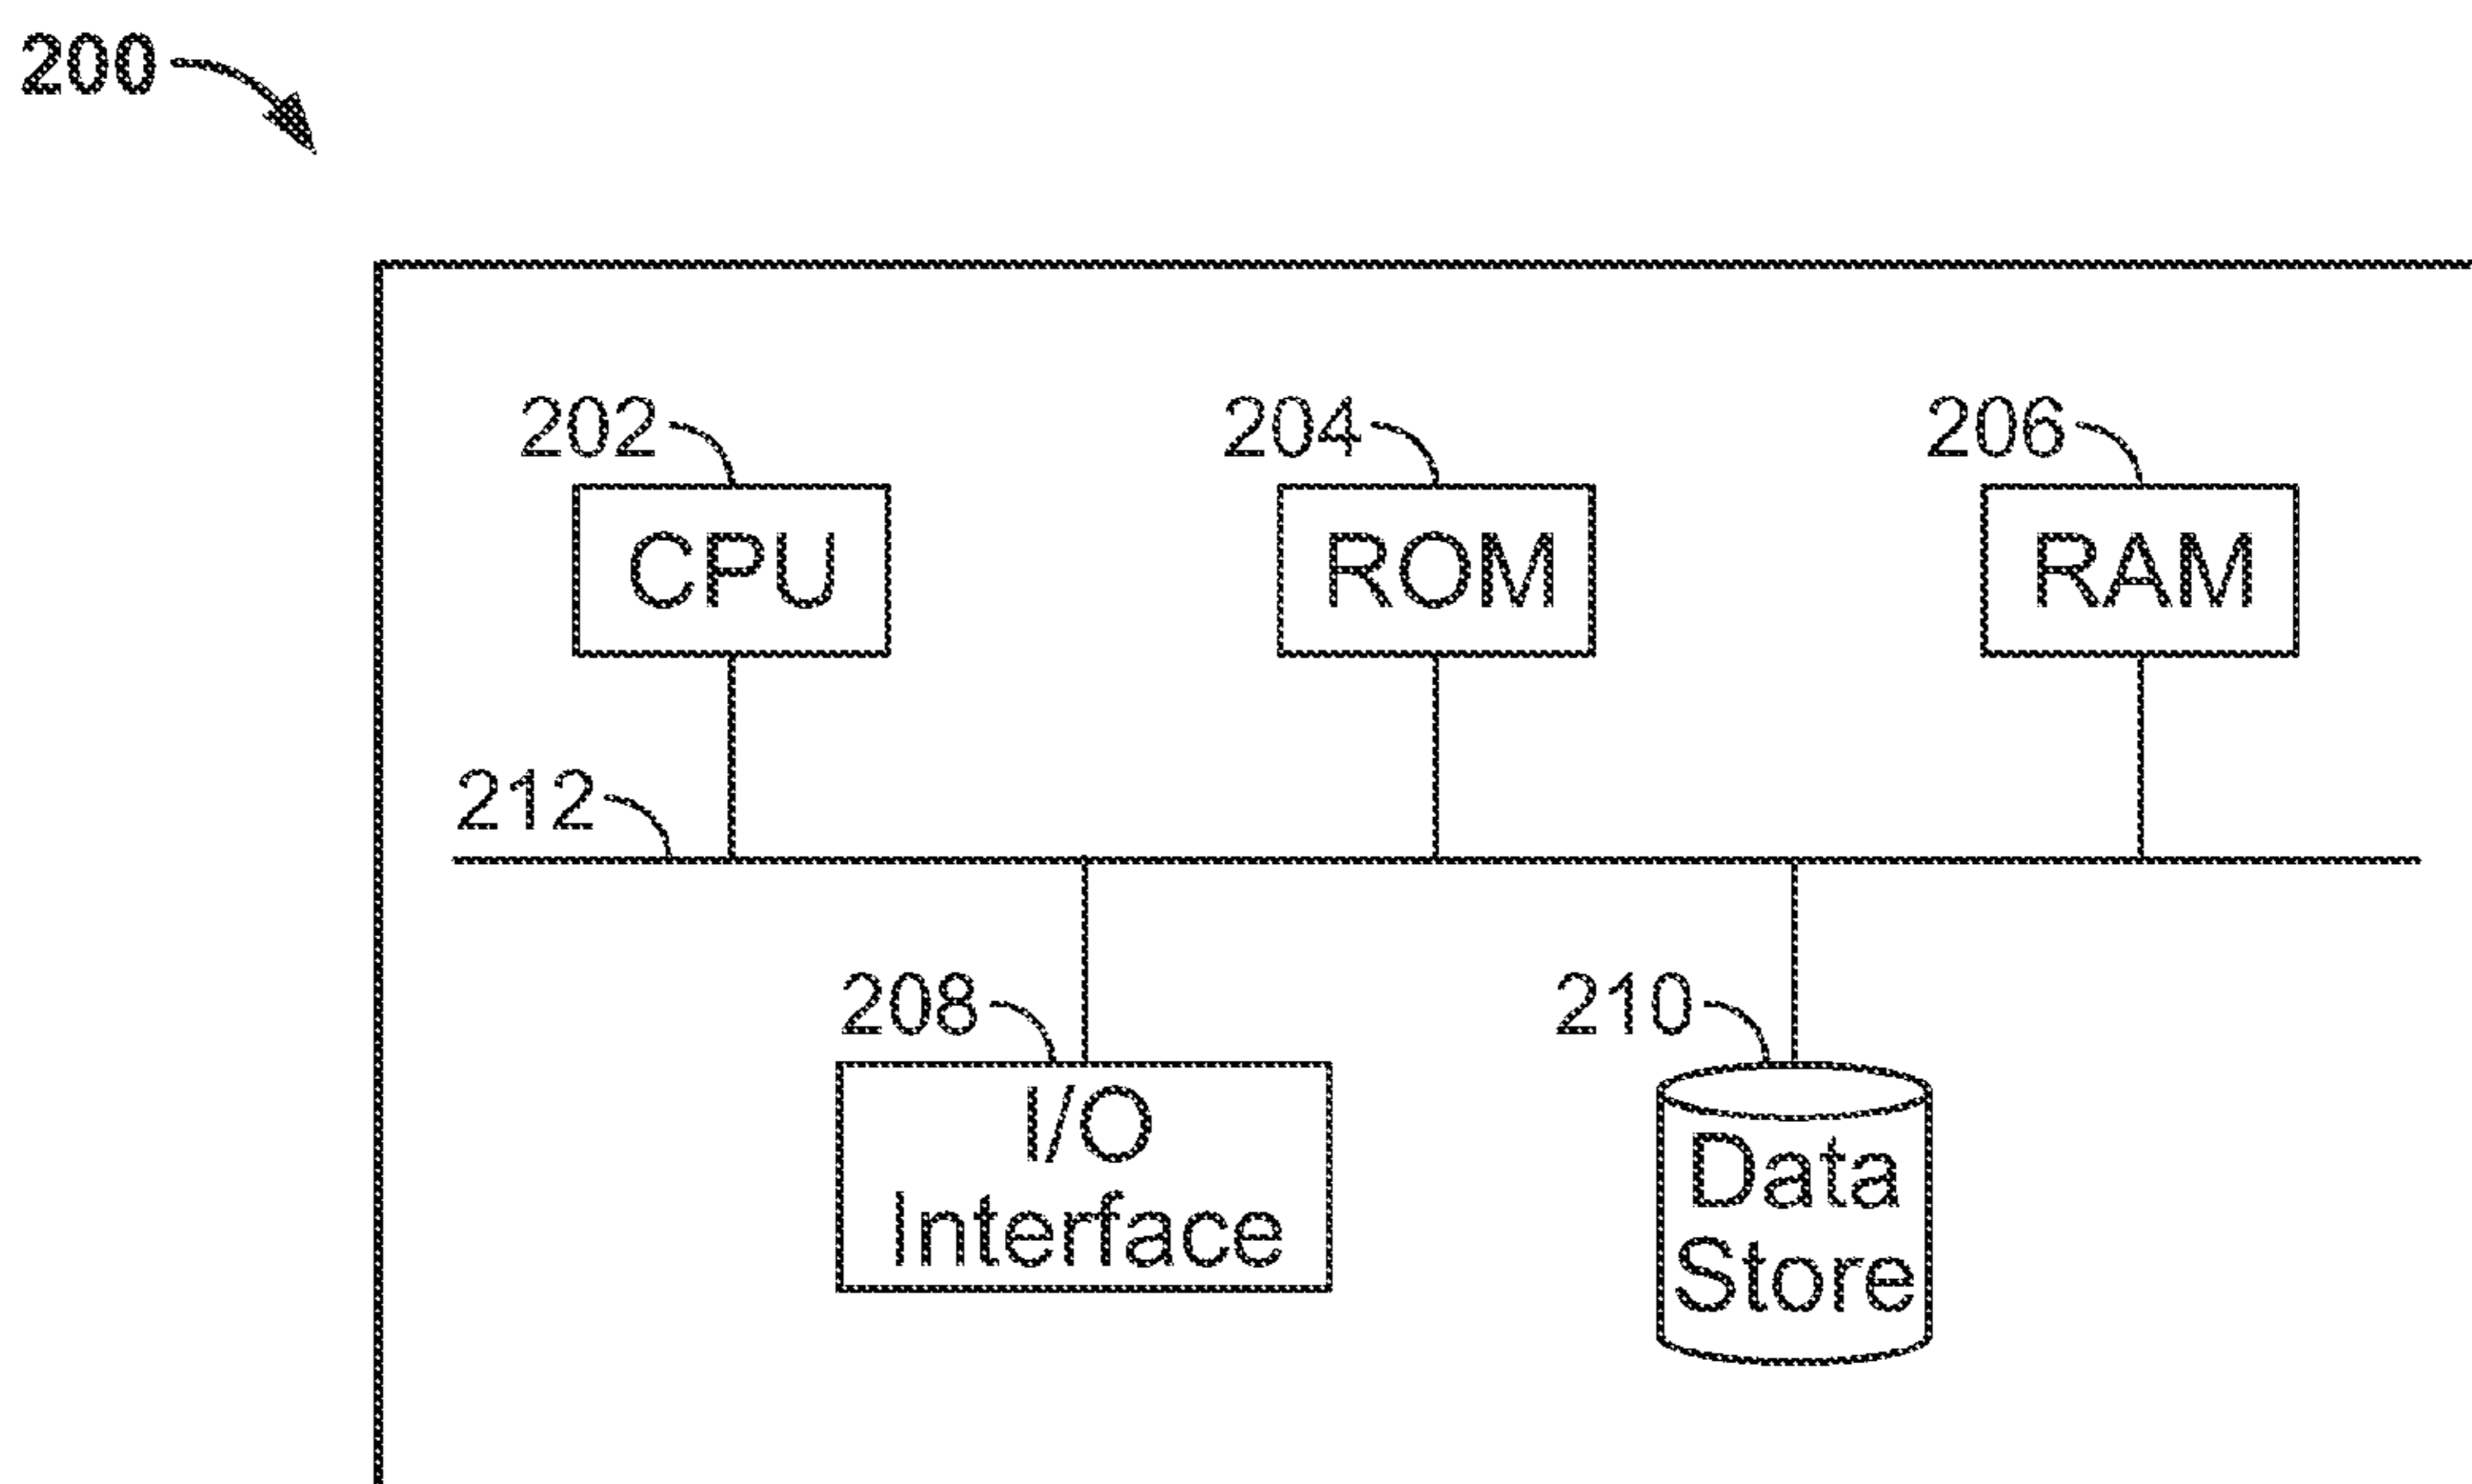 200
202
204
206
CPU
ROM
RAM
212
208
210
I/O
Interface
Data
Store